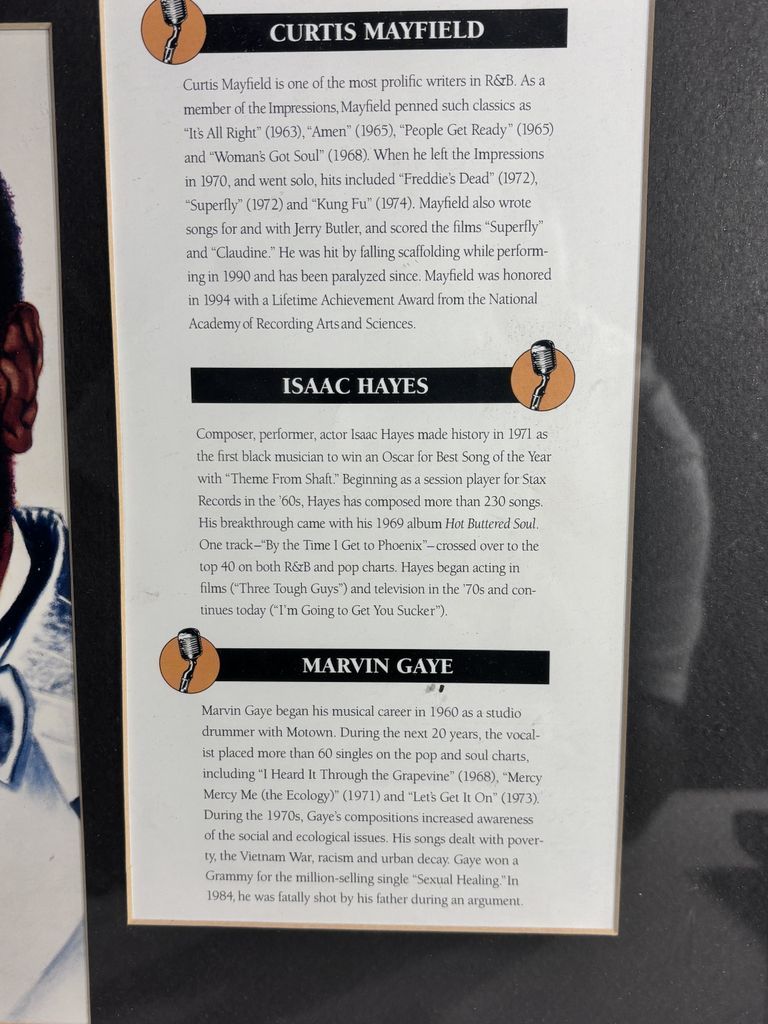 CURTIS MAYFIELD
Curtis Mayfield is one of the most prolific writers in R&B. As a
member of the Impressions, Mayfield penned such classics as
“It's All Right” (1963), “Amen” (1965), “People Get Ready” (1965)
and “Woman's Got Soul” (1968). When he left the Impressions
in 1970, and went solo, hits included “Freddie's Dead” (1972),
“Superfly” (1972) and “Kung Fu” (1974). Mayfield also wrote
songs for and with Jerry Butler, and scored the films “Superfly”
and “Claudine.” He was hit by falling scaffolding while perform-
ing in 1990 and has been paralyzed since. Mayfield was honored
in 1994 with a Lifetime Achievement Award from the National
Academy of Recording Arts and Sciences.
ISAAC HAYES
Composer, performer, actor Isaac Hayes made history in 1971 as
the first black musician to win an Oscar for Best Song of the Year
with “Theme From Shaft.” Beginning as a session player for Stax
Records in the '60s, Hayes has composed more than 230 songs.
His breakthrough came with his 1969 album Hot Buttered Soul.
One track—“By the Time I Get to Phoenix”—crossed over to the
top 40 on both R&B and pop charts. Hayes began acting in
films (“Three Tough Guys”) and television in the '70s and con-
tinues today (“I'm Going to Get You Sucker”).
MARVIN GAYE
Marvin Gaye began his musical career in 1960 as a studio
drummer with Motown. During the next 20 years, the vocal-
ist placed more than 60 singles on the pop and soul charts,
including “I Heard It Through the Grapevine” (1968), “Mercy
Mercy Me (the Ecology)” (1971) and “Let's Get It On” (1973).
During the 1970s, Gaye's compositions increased awareness
of the social and ecological issues. His songs dealt with pover-
ty, the Vietnam War, racism and urban decay. Gaye won a
Grammy for the million-selling single “Sexual Healing.” In
1984, he was fatally shot by his father during an argument.